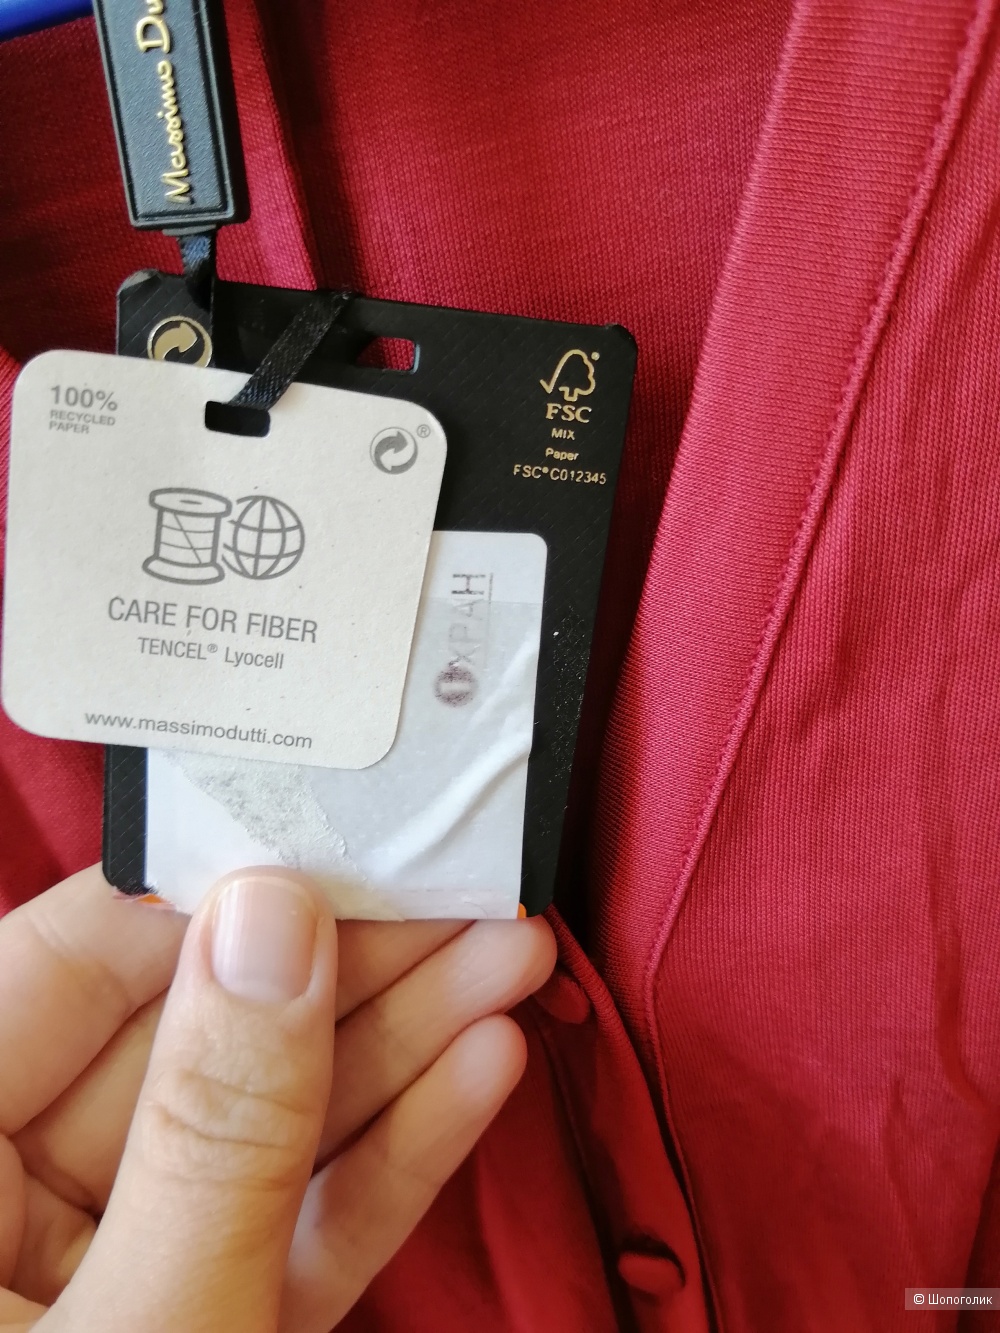 Massimo Du
100%
RECYCLED
PAPER
®
FSC
MIX
Paper
FSC® C012345
CARE FOR FIBER
TENCEL® Lyocell
www.massimodutti.com
ОХРАН
© Шопоголик